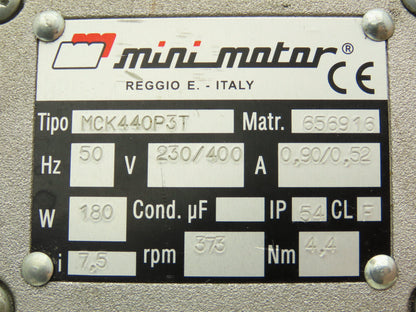 mini motor®
REGGIO E. - ITALY CE
Tipo MCK440P3T Matr. 656916
Hz 50 V 230/400 A 0,90/0,52
W 180 Cond. µF IP 54 CL F
i 7,5 rpm 373 Nm 4,4